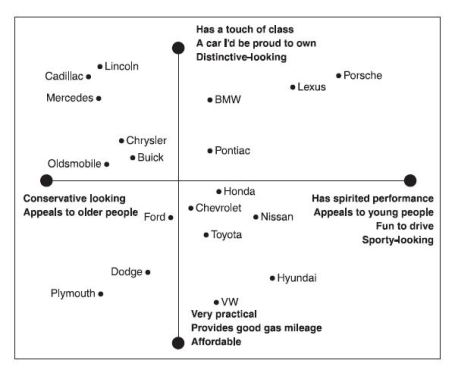 Has a touch of class
A car I'd be proud to own
Distinctive-looking
Lincoln
Cadillac
Porsche
Lexus
Mercedes
BMW
Chrysler
Pontiac
Buick
Oldsmobile
Conservative looking
Appeals to older people
Has spirited performance
Appeals to young people
Fun to drive
Sporty-looking
Honda
Chevrolet
Ford
Nissan
Toyota
Dodge
Hyundai
Plymouth
VW
Very practical
Provides good gas mileage
Affordable